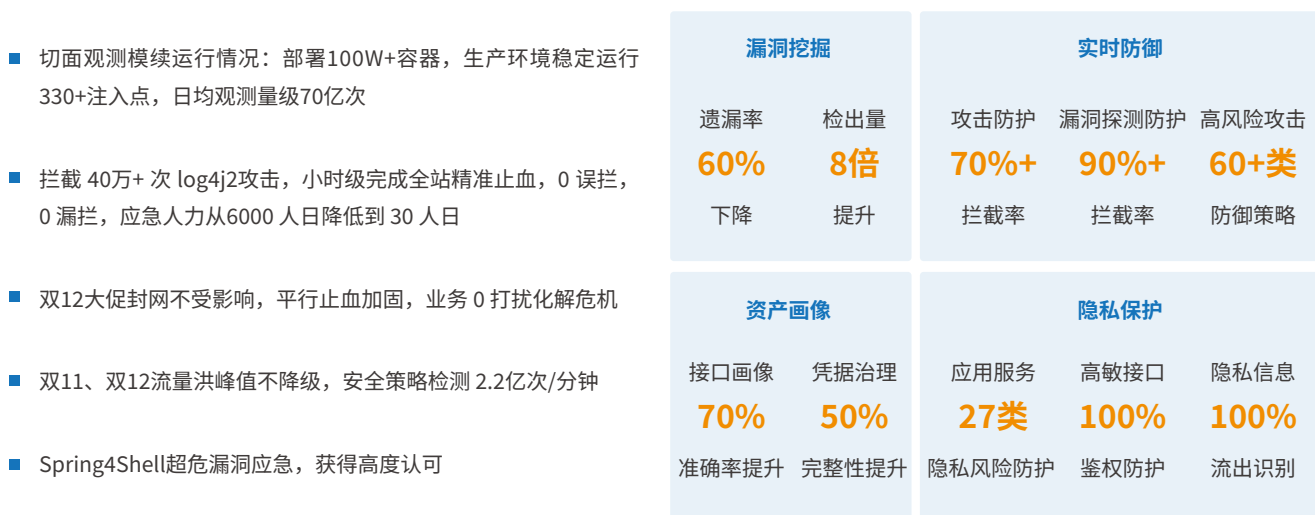 切面观测模续运行情况：部署100W+容器，生产环境稳定运行
330+注入点，日均观测量级70亿次
拦截 40万+ 次 log4j2攻击，小时级完成全站精准止血，0 误拦，
0 漏拦，应急人力从6000 人日降低到 30 人日
双12大促封网不受影响，平行止血加固，业务 0 打扰化解危机
双11、双12流量洪峰值不降级，安全策略检测 2.2亿次/分钟
Spring4Shell超危漏洞应急，获得高度认可
漏洞挖掘
遗漏率 检出量
60% 8倍
下降 提升
实时防御
攻击防护 漏洞探测防护 高风险攻击
70%+ 90%+ 60+类
拦截率 拦截率 防御策略
资产画像
接口画像 凭据治理
70% 50%
准确率提升 完整性提升
隐私保护
应用服务 高敏接口 隐私信息
27类 100% 100%
隐私风险防护 鉴权防护 流出识别